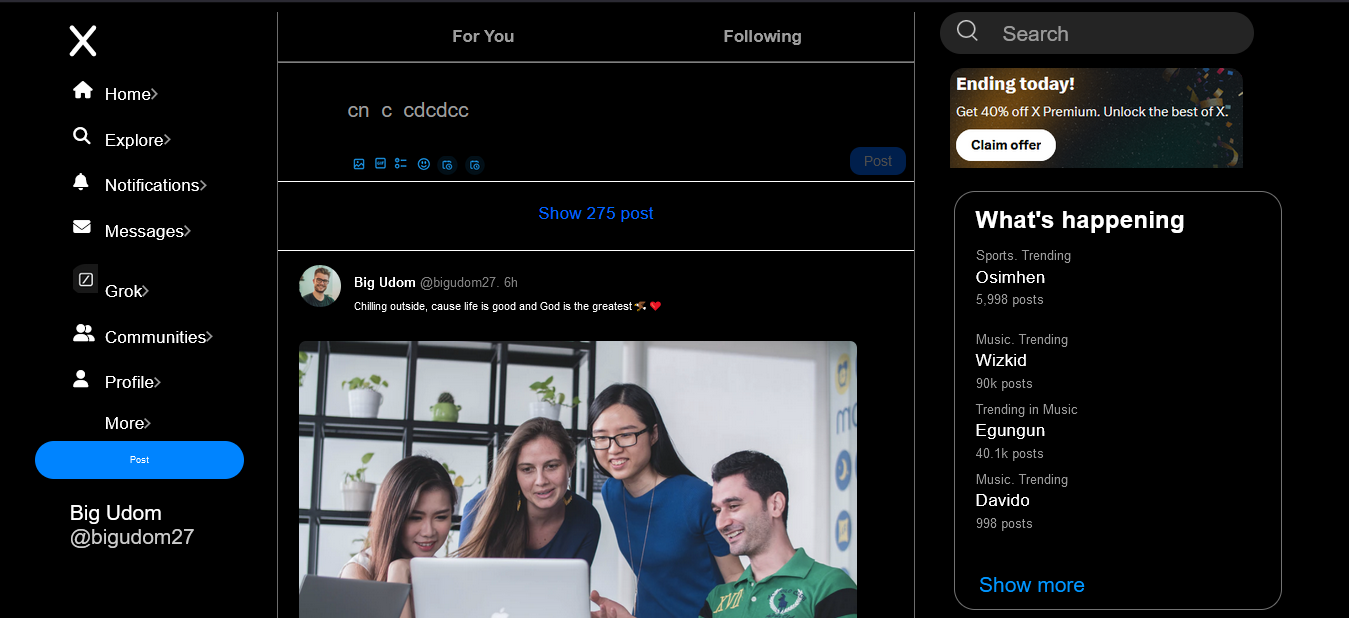 X
Home>
Explore>
Notifications>
Messages>
Grok>
Communities>
Profile>
More>
Post
Big Udom
@bigudom27
For You
Following
cn c cdcdcc
Post
Show 275 post
Big Udom @bigudom27. 6h
Chilling outside, cause life is good and God is the greatest
XVII
Search
Ending today!
Get 40% off X Premium. Unlock the best of X.
Claim offer
What's happening
Sports. Trending
Osimhen
5,998 posts
Music. Trending
Wizkid
90k posts
Trending in Music
Egungun
40.1k posts
Music. Trending
Davido
998 posts
Show more